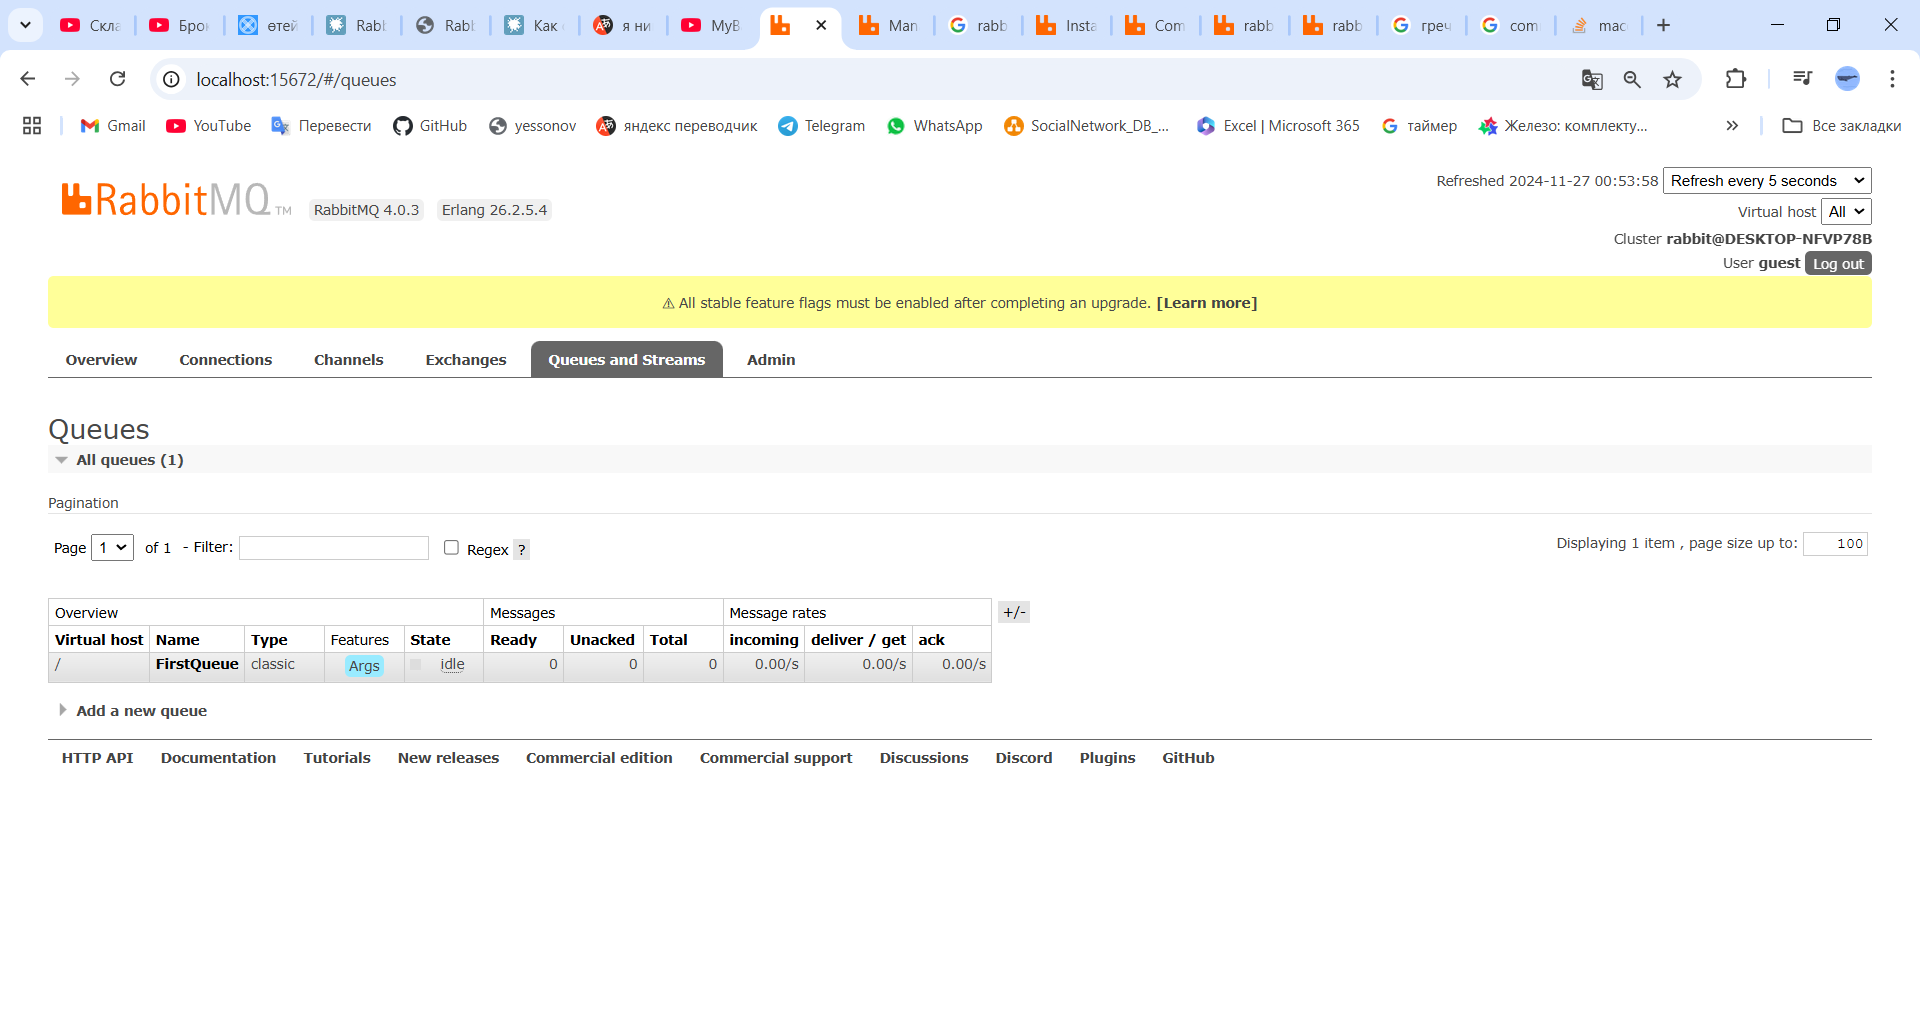 Скла
Брок
өтей
Rabb
Rabb
Как
я ни
MyB
Man
rabb
Insta
Com
rabb
rabb
греч
com
mac
localhost:15672/#/queues
Gmail
YouTube
Перевести
GitHub
yessonov
яндекс переводчик
Telegram
WhatsApp
SocialNetwork_DB_...
Excel | Microsoft 365
таймер
Железо: комплекту...
Все закладки
RabbitMQ TM
RabbitMQ 4.0.3
Erlang 26.2.5.4
Refreshed 2024-11-27 00:53:58 Refresh every 5 seconds
Virtual host All
Cluster rabbit@DESKTOP-NFVP78B
User guest Log out
⚠ All stable feature flags must be enabled after completing an upgrade. [Learn more]
Overview Connections Channels Exchanges Queues and Streams Admin
Queues
All queues (1)
Pagination
Page 1 of 1 - Filter: Regex ?
Displaying 1 item , page size up to: 100
Overview Messages Message rates +/-
Virtual host Name Type Features State Ready Unacked Total incoming deliver / get ack
/ FirstQueue classic Args idle 0 0 0 0.00/s 0.00/s 0.00/s
Add a new queue
HTTP API Documentation Tutorials New releases Commercial edition Commercial support Discussions Discord Plugins GitHub